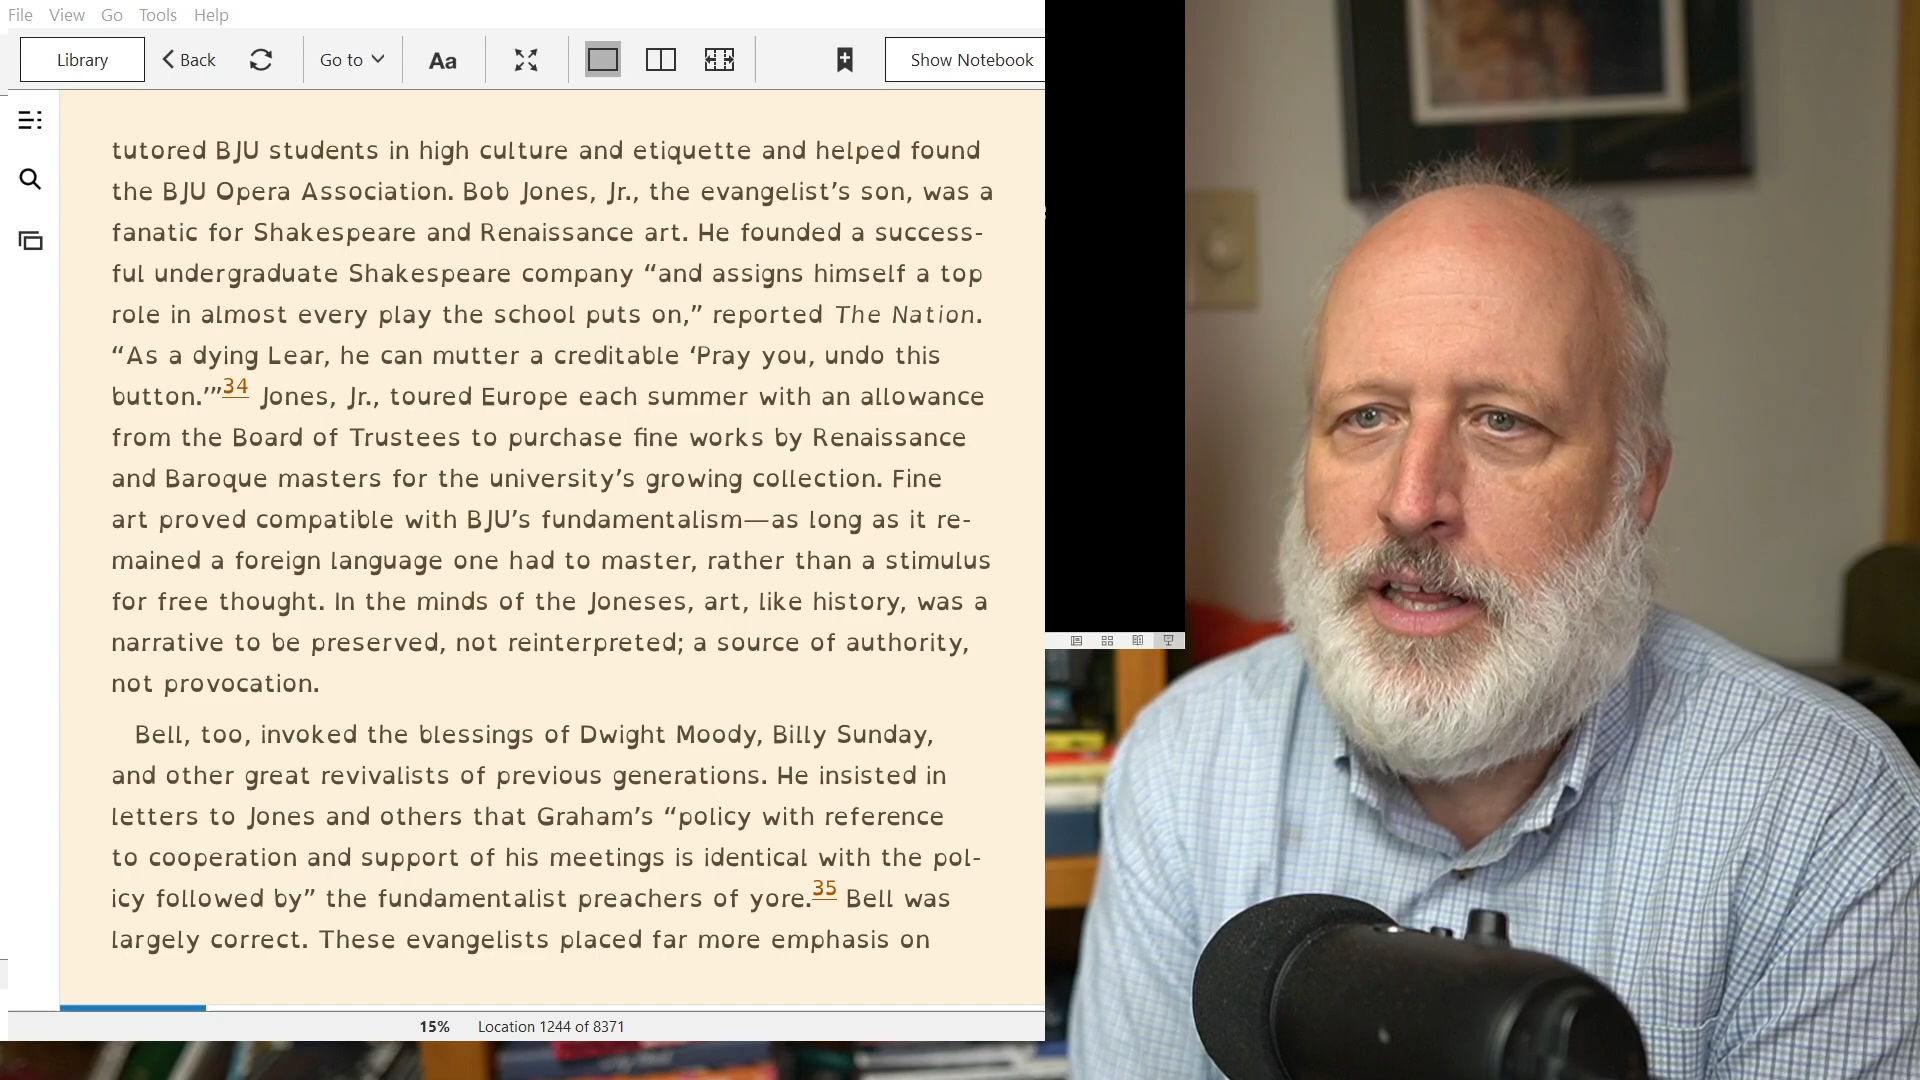 File View Go Tools Help
Library Back Go to Aa Show Notebook
tutored BJU students in high culture and etiquette and helped found
the BJU Opera Association. Bob Jones, Jr., the evangelist’s son, was a
fanatic for Shakespeare and Renaissance art. He founded a success-
ful undergraduate Shakespeare company “and assigns himself a top
role in almost every play the school puts on,” reported The Nation.
“As a dying Lear, he can mutter a creditable ‘Pray you, undo this
button.’”34 Jones, Jr., toured Europe each summer with an allowance
from the Board of Trustees to purchase fine works by Renaissance
and Baroque masters for the university’s growing collection. Fine
art proved compatible with BJU’s fundamentalism—as long as it re-
mained a foreign language one had to master, rather than a stimulus
for free thought. In the minds of the Joneses, art, like history, was a
narrative to be preserved, not reinterpreted; a source of authority,
not provocation.
Bell, too, invoked the blessings of Dwight Moody, Billy Sunday,
and other great revivalists of previous generations. He insisted in
letters to Jones and others that Graham’s “policy with reference
to cooperation and support of his meetings is identical with the pol-
icy followed by” the fundamentalist preachers of yore.35 Bell was
largely correct. These evangelists placed far more emphasis on
15% Location 1244 of 8371